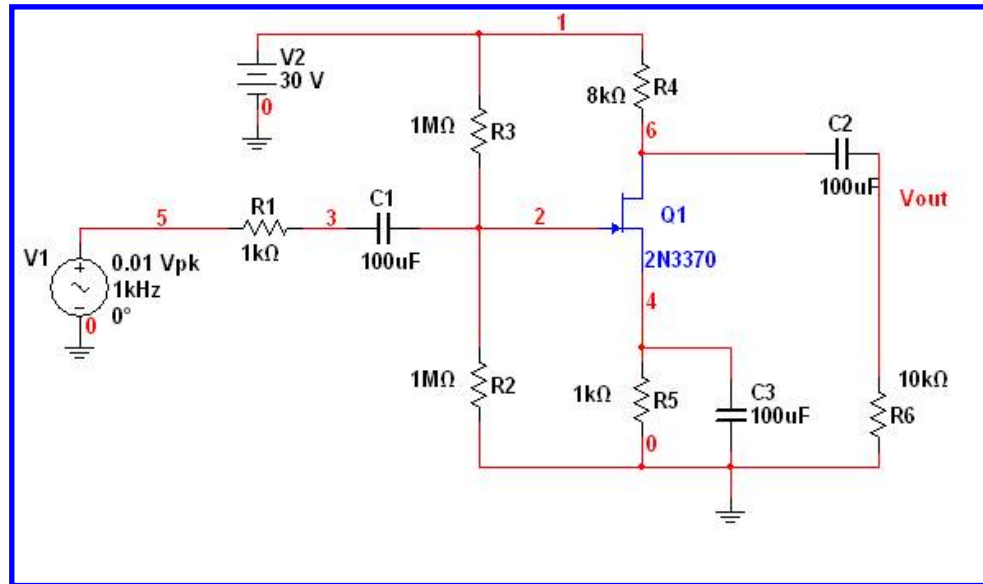 1
V2
30 V
0
8kΩ
R4
1MΩ
R3
6
C2
100uF
Vout
5
R1
1kΩ
3
C1
100uF
2
Q1
2N3370
V1
0.01 Vpk
1kHz
0°
0
4
1MΩ
R2
1kΩ
R5
0
C3
100uF
10kΩ
R6